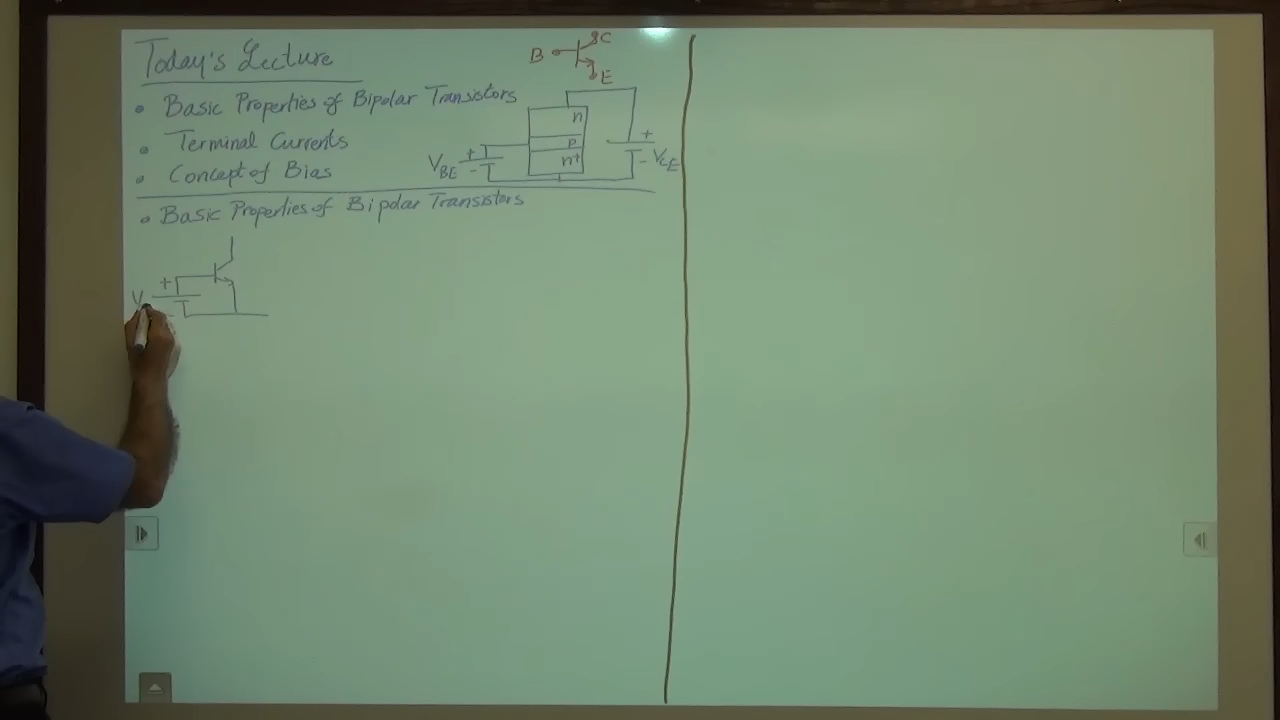 Today's Lecture
• Basic Properties of Bipolar Transistors
• Terminal Currents
• Concept of Bias
B C E
n
p
n+
VBE + -
+ - VCE
• Basic Properties of Bipolar Transistors
+
V